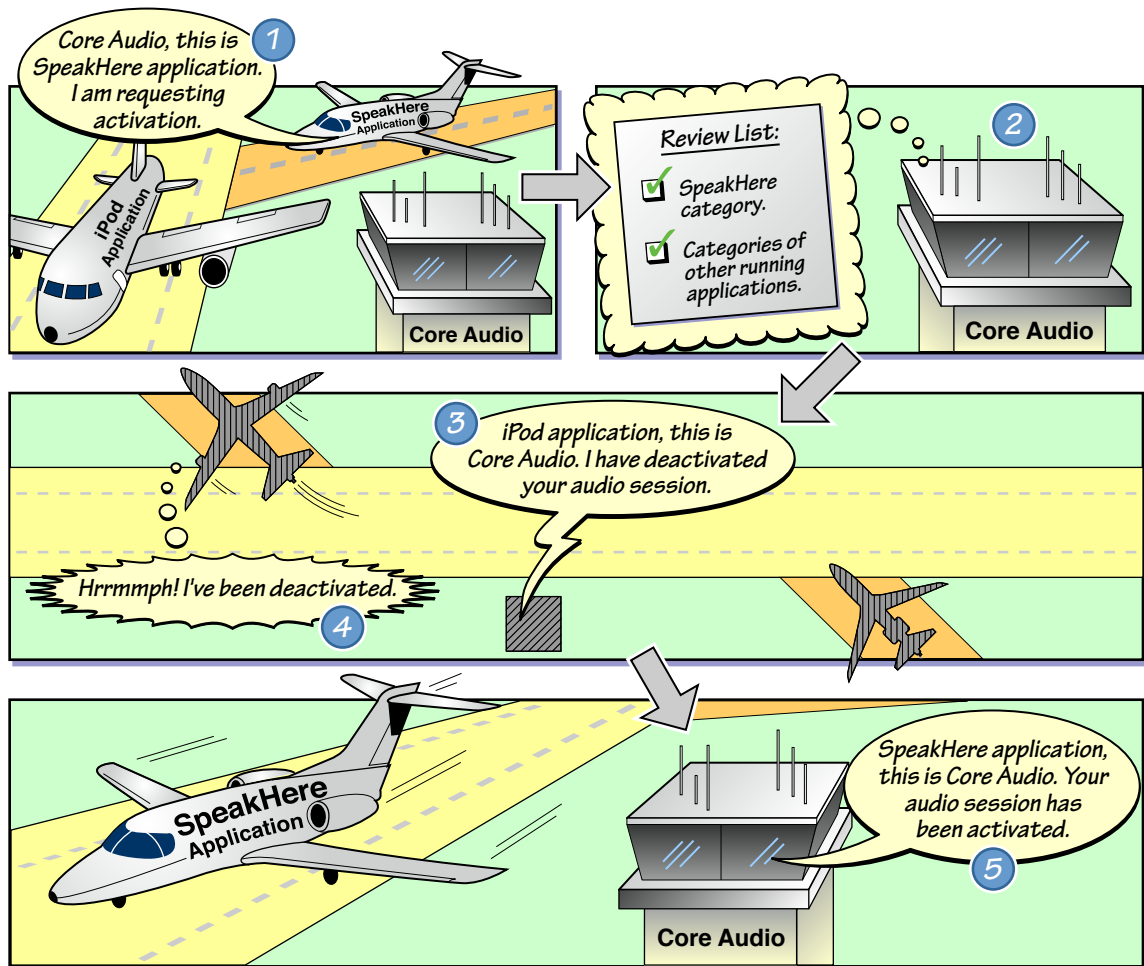 Core Audio, this is
SpeakHere application.
I am requesting
activation.
1
SpeakHere
Application
iPod
Application
Core Audio
Review List:
SpeakHere
category.
Categories of
other running
applications.
2
Core Audio
3
iPod application, this is
Core Audio. I have deactivated
your audio session.
Hrrmmph! I've been deactivated.
4
SpeakHere
Application
Core Audio
SpeakHere application,
this is Core Audio. Your
audio session has
been activated.
5